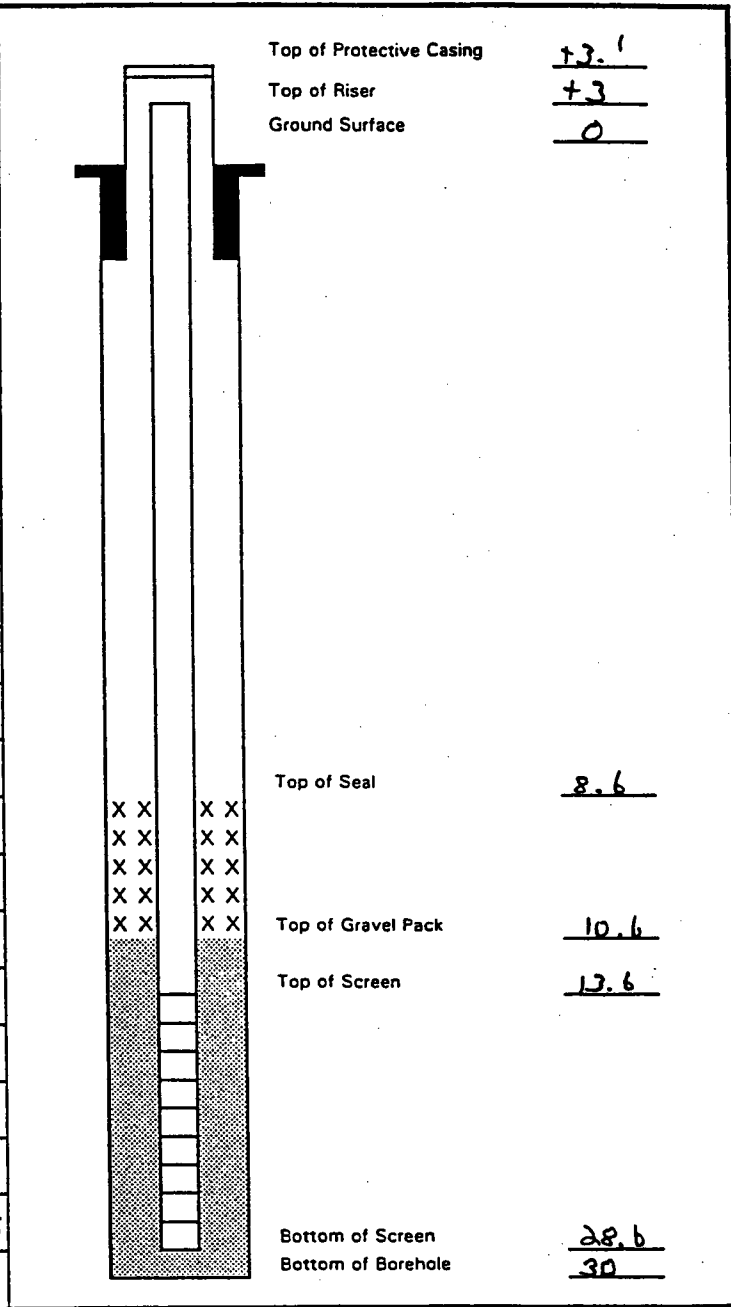 Top of Protective Casing +3.1
Top of Riser +3
Ground Surface 0
Top of Seal 8.6
X X X X
X X X X
X X X X
X X X X
X X X X
Top of Gravel Pack 10.6
Top of Screen 13.6
Bottom of Screen 28.6
Bottom of Borehole 30